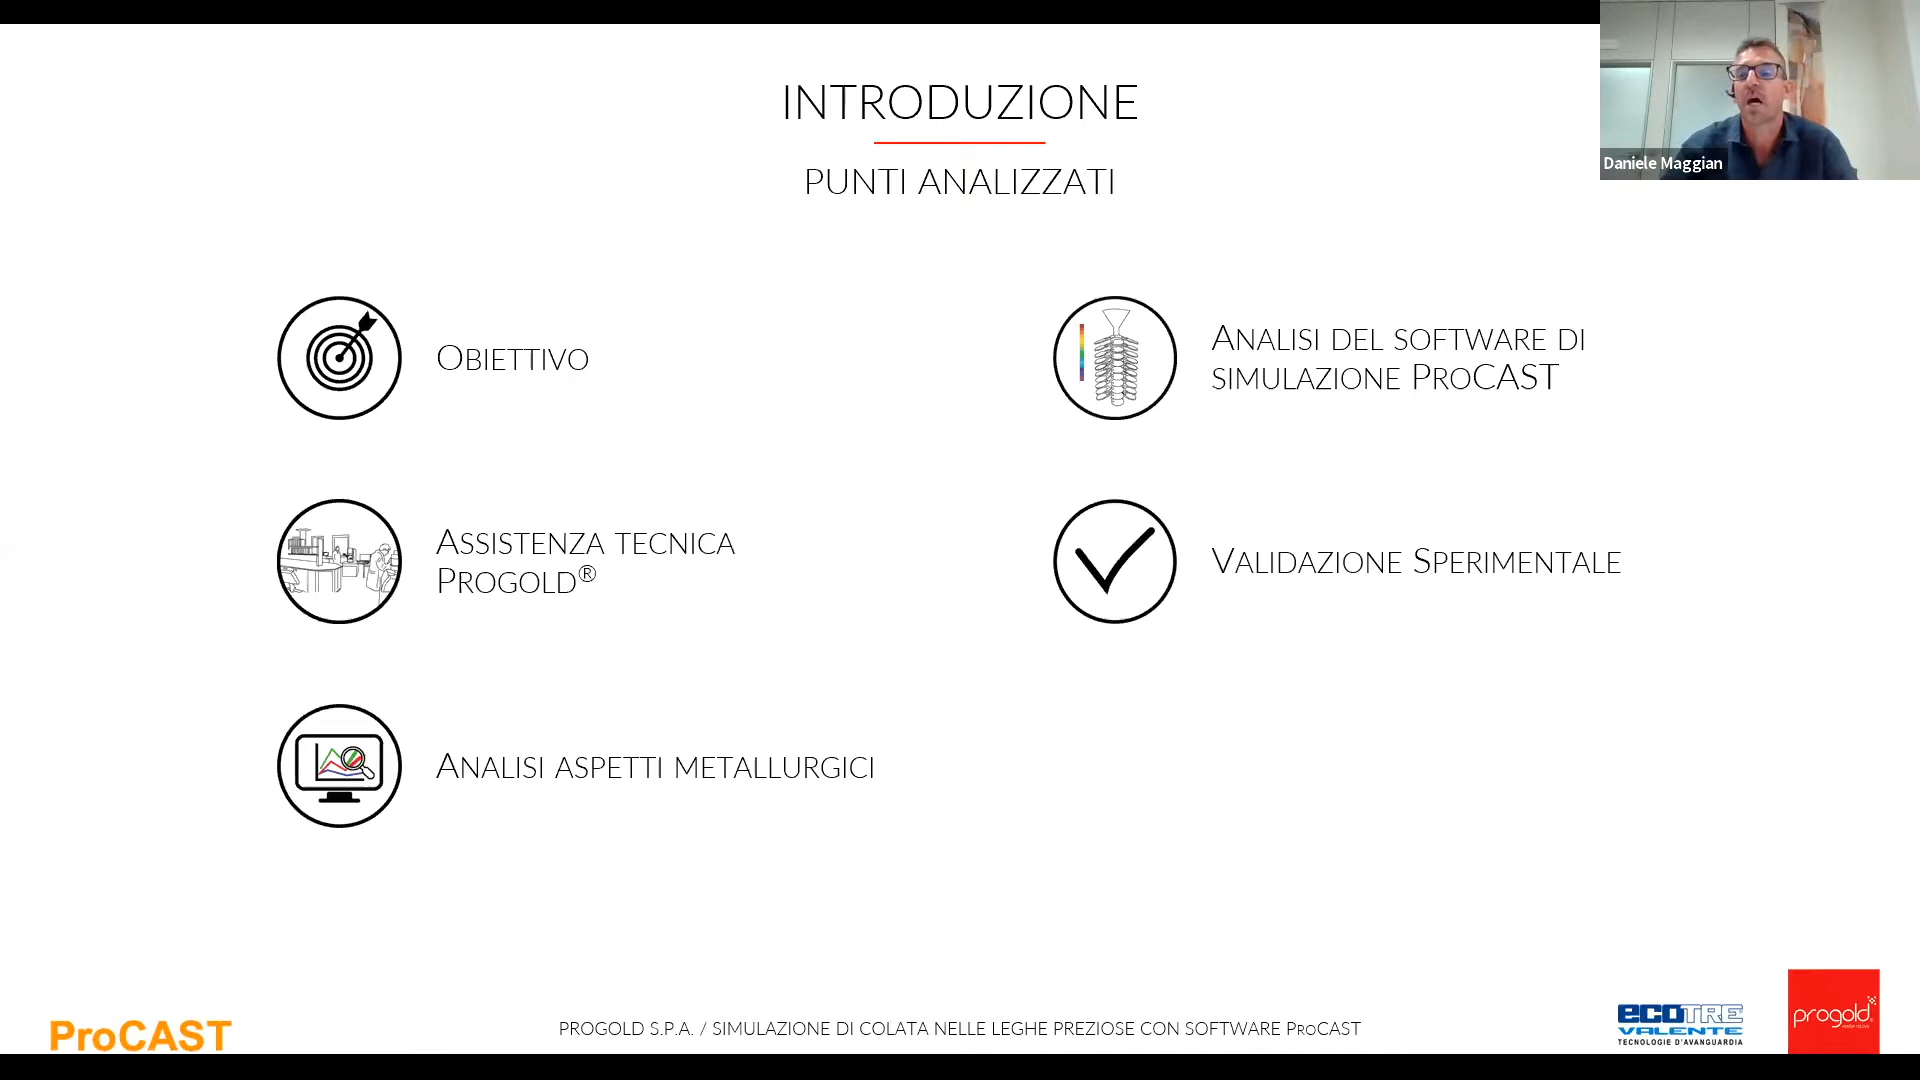 INTRODUZIONE
PUNTI ANALIZZATI
Daniele Maggian
OBIETTIVO
ASSISTENZA TECNICA
PROGOLD®
ANALISI ASPETTI METALLURGICI
ANALISI DEL SOFTWARE DI
SIMULAZIONE PROCAST
VALIDAZIONE SPERIMENTALE
ProCAST
PROGOLD S.P.A. / SIMULAZIONE DI COLATA NELLE LEGHE PREZIOSE CON SOFTWARE PROCAST
ECOTRE
VALENTE
TECNOLOGIE D'AVANGUARDIA
progold